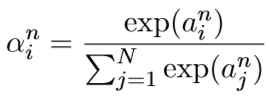 α_i^n = exp(a_i^n) / ∑_{j=1}^N exp(a_j^n)